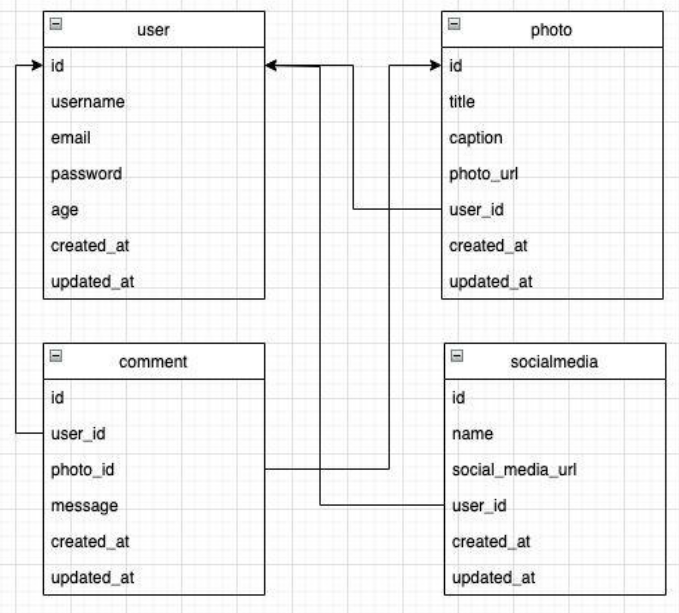 user
id
username
email
password
age
created_at
updated_at
photo
id
title
caption
photo_url
user_id
created_at
updated_at
comment
id
user_id
photo_id
message
created_at
updated_at
socialmedia
id
name
social_media_url
user_id
created_at
updated_at